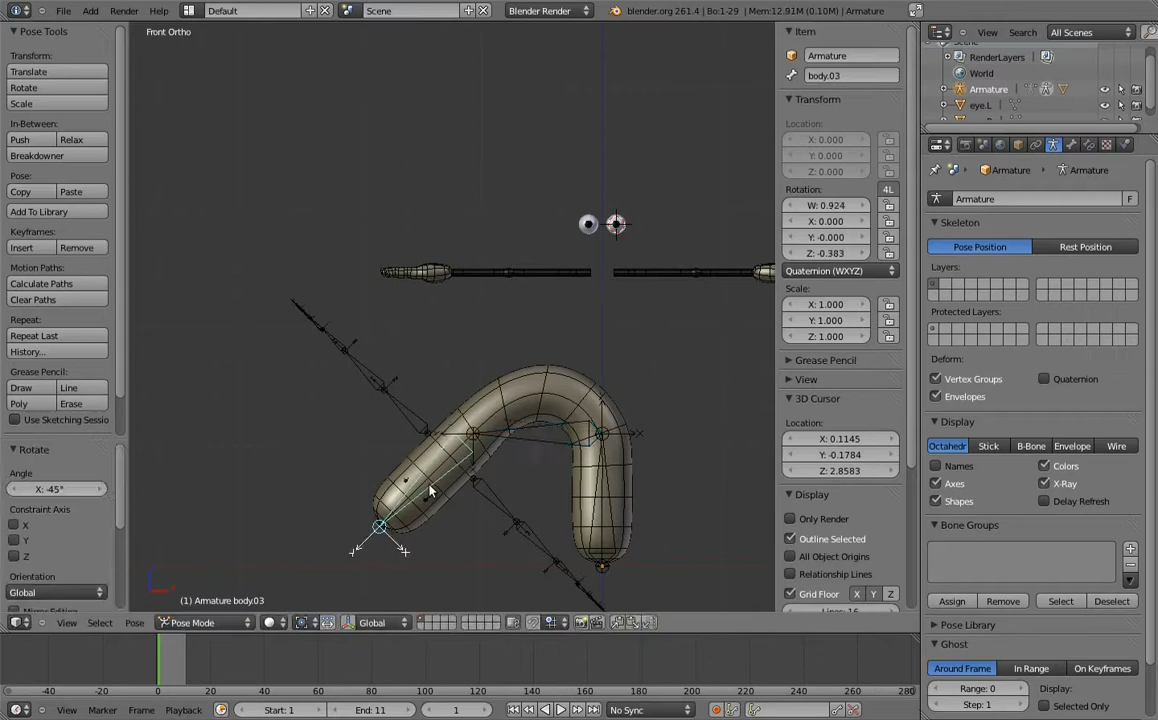 File Add Render Help Default Scene Blender Render blender.org 261.4 | Bo:1-29 | Mem:12.91M (0.10M) | Armature
Pose Tools
Transform:
Translate
Rotate
Scale
In-Between:
Push Relax
Breakdowner
Pose:
Copy Paste
Add To Library
Keyframes:
Insert Remove
Motion Paths:
Calculate Paths
Clear Paths
Repeat:
Repeat Last
History...
Grease Pencil:
Draw Line
Poly Erase
Use Sketching Sessio
Rotate
Angle
X: -45°
Constraint Axis
X
Y
Z
Orientation
Global
Front Ortho
(1) Armature body.03
View Select Pose Pose Mode Global
Item
Armature
body.03
Transform
Location:
X: 0.000
Y: 0.000
Z: 0.000
Rotation:
4L
W: 0.924
X: 0.000
Y: -0.000
Z: -0.383
Quaternion (WXYZ)
Scale:
X: 1.000
Y: 1.000
Z: 1.000
Grease Pencil
View
3D Cursor
Location:
X: 0.1145
Y: -0.1784
Z: 2.8583
Display
Only Render
Outline Selected
All Object Origins
Relationship Lines
Grid Floor X Y Z
Lines: 16
View Search All Scenes
RenderLayers
World
Armature
eye.L
Armature Armature
Armature F
Skeleton
Pose Position Rest Position
Layers:
Protected Layers:
Deform:
Vertex Groups Quaternion
Envelopes
Display
Octahedr Stick B-Bone Envelope Wire
Names Colors
Axes X-Ray
Shapes Delay Refresh
Bone Groups
Assign Remove Select Deselect
Pose Library
Ghost
Around Frame In Range On Keyframes
Range: 0 Display:
Step: 1 Selected Only
-40 -20 0 20 40 60 80 100 120 140 160 180 200 220 240 260 280
View Marker Frame Playback Start: 1 End: 11 1 No Sync